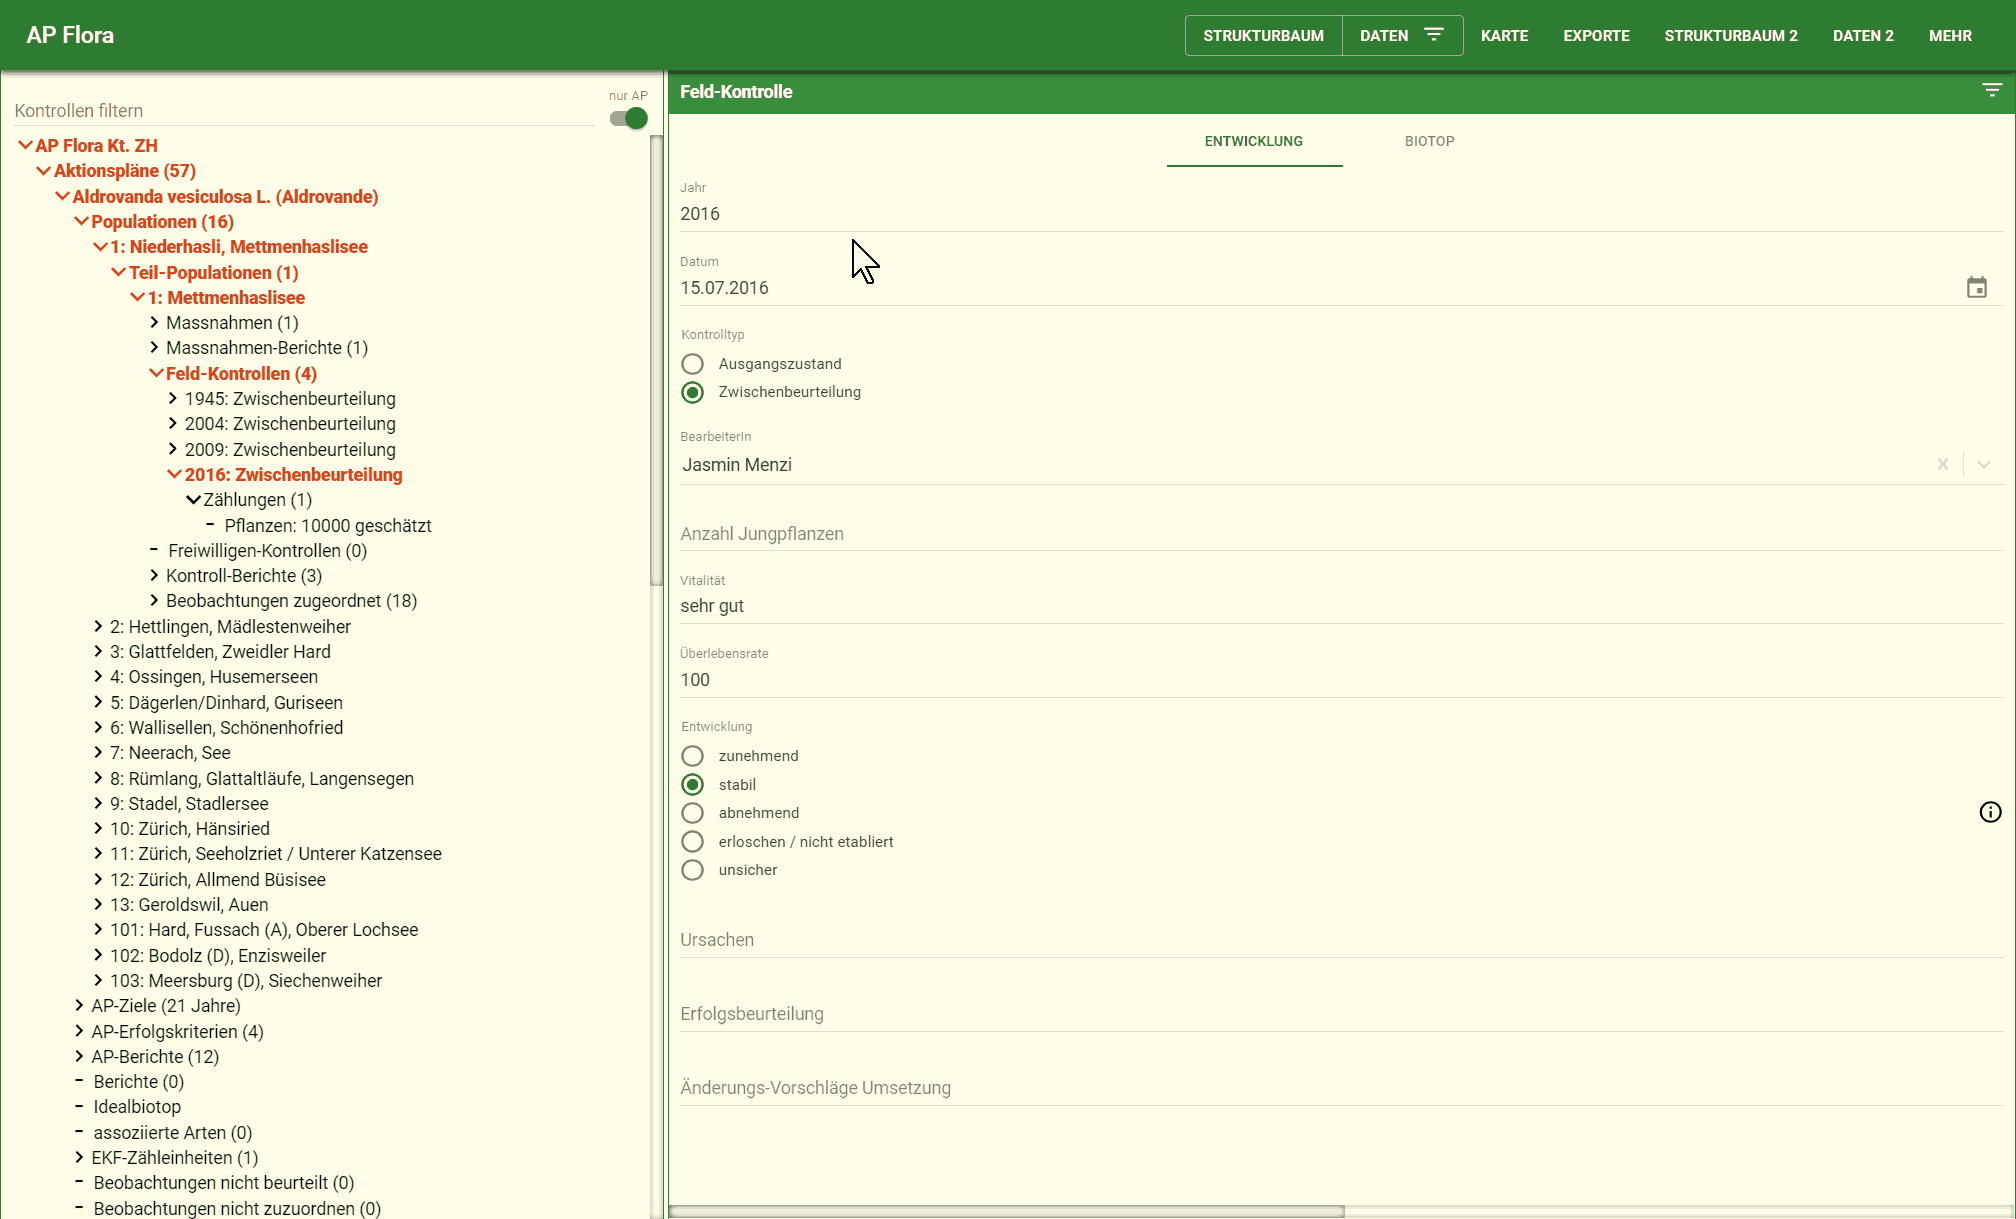 AP Flora
STRUKTURBAUM DATEN KARTE EXPORTE STRUKTURBAUM 2 DATEN 2 MEHR
Kontrollen filtern
nur AP
AP Flora Kt. ZH
Aktionspläne (57)
Aldrovanda vesiculosa L. (Aldrovande)
Populationen (16)
1: Niederhasli, Mettmenhaslisee
Teil-Populationen (1)
1: Mettmenhaslisee
Massnahmen (1)
Massnahmen-Berichte (1)
Feld-Kontrollen (4)
1945: Zwischenbeurteilung
2004: Zwischenbeurteilung
2009: Zwischenbeurteilung
2016: Zwischenbeurteilung
Zählungen (1)
Pflanzen: 10000 geschätzt
Freiwilligen-Kontrollen (0)
Kontroll-Berichte (3)
Beobachtungen zugeordnet (18)
2: Hettlingen, Mädlestenweiher
3: Glattfelden, Zweidler Hard
4: Ossingen, Husemerseen
5: Dägerlen/Dinhard, Guriseen
6: Wallisellen, Schönenhofried
7: Neerach, See
8: Rümlang, Glattaltläufe, Langensegen
9: Stadel, Stadlersee
10: Zürich, Hänsiried
11: Zürich, Seeholzriet / Unterer Katzensee
12: Zürich, Allmend Büsisee
13: Geroldswil, Auen
101: Hard, Fussach (A), Oberer Lochsee
102: Bodolz (D), Enzisweiler
103: Meersburg (D), Siechenweiher
AP-Ziele (21 Jahre)
AP-Erfolgskriterien (4)
AP-Berichte (12)
Berichte (0)
Idealbiotop
assoziierte Arten (0)
EKF-Zähleinheiten (1)
Beobachtungen nicht beurteilt (0)
Beobachtungen nicht zuzuordnen (0)
Feld-Kontrolle
ENTWICKLUNG BIOTOP
Jahr
2016
Datum
15.07.2016
Kontrolltyp
Ausgangszustand
Zwischenbeurteilung
BearbeiterIn
Jasmin Menzi
Anzahl Jungpflanzen
Vitalität
sehr gut
Überlebensrate
100
Entwicklung
zunehmend
stabil
abnehmend
erloschen / nicht etabliert
unsicher
Ursachen
Erfolgsbeurteilung
Änderungs-Vorschläge Umsetzung